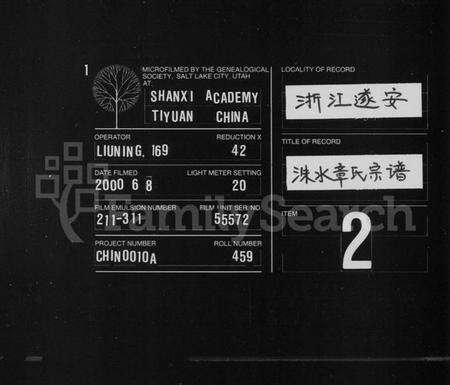 1
MICROFILMED BY THE GENEALOGICAL
SOCIETY, SALT LAKE CITY, UTAH
AT:
SHANXI ACADEMY
TIYUAN CHINA
OPERATOR REDUCTION X
LIUNING. 169 42
DATE FILMED LIGHT METER SETTING
2000 6 8 20
FILM EMULSION NUMBER FILM UNIT SER NO
211-311 55572
PROJECT NUMBER ROLL NUMBER
CHIN0010A 459
LOCALITY OF RECORD
浙江遂安
TITLE OF RECORD
洙水章氏宗谱
ITEM
2
FamilySearch